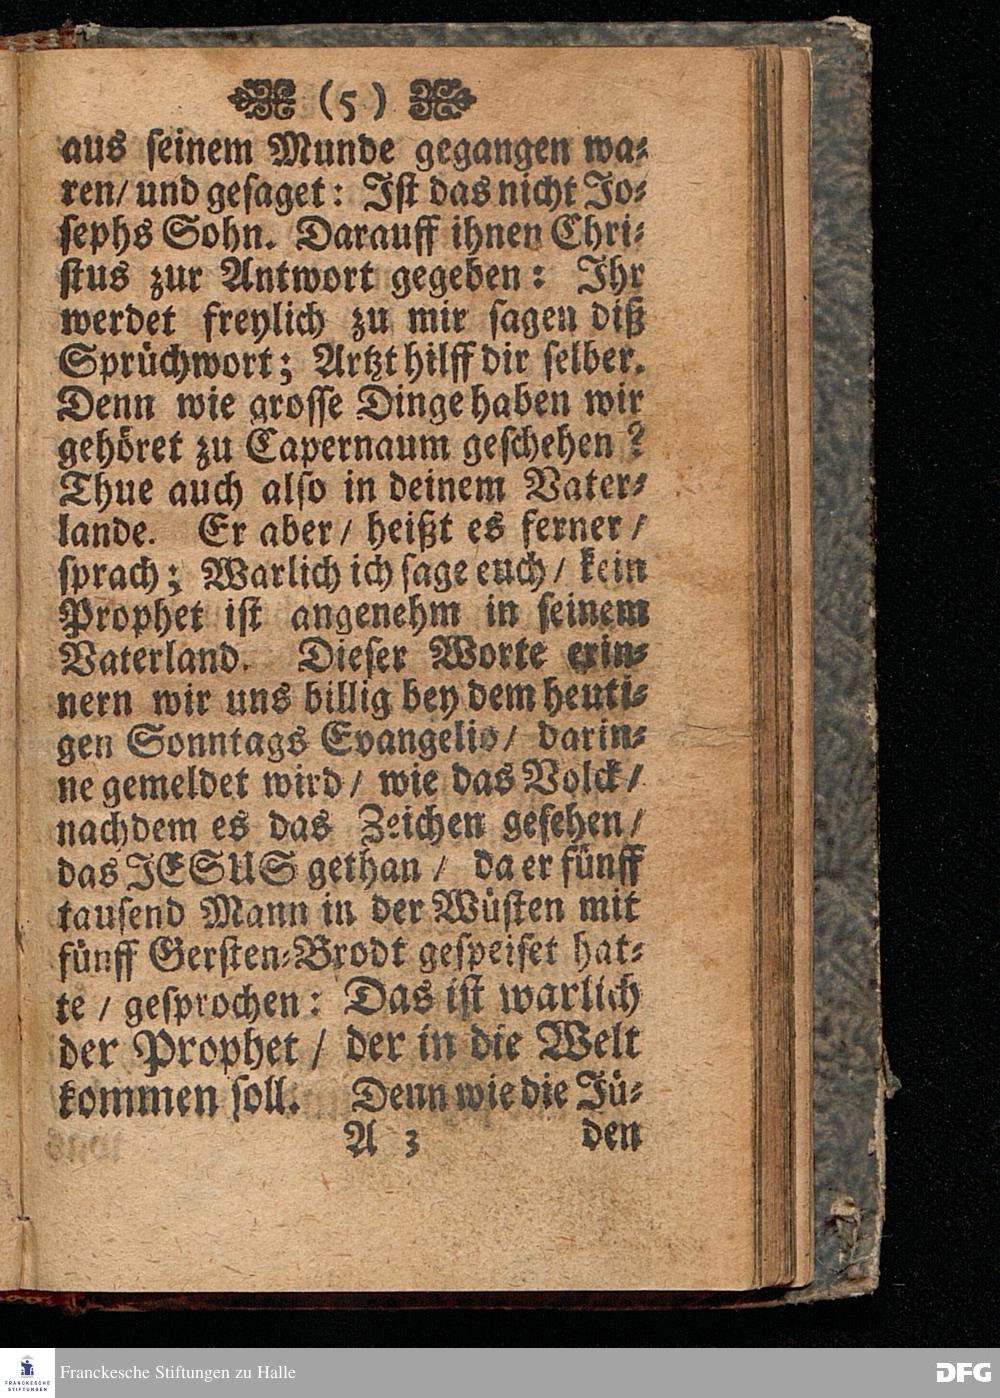 (5)
aus seinem Munde gegangen wa-
ren/ und gesaget: Ist das nicht Jo-
sephs Sohn. Darauff ihnen Chri-
stus zur Antwort gegeben: Ihr
werdet freylich zu mir sagen diß
Sprüchwort; Artzt hilff dir selber.
Denn wie grosse Dinge haben wir
gehöret zu Capernaum geschehen?
Thue auch also in deinem Vater-
lande. Er aber/ heißt es ferner/
sprach; Warlich ich sage euch/ kein
Prophet ist angenehm in seinem
Vaterland. Dieser Worte erin-
nern wir uns billig bey dem heuti-
gen Sonntags Evangelio/ darin-
ne gemeldet wird/ wie das Volck/
nachdem es das Zeichen gesehen/
das JESUS gethan/ da er fünff
tausend Mann in der Wüsten mit
fünff Gersten-Brodt gespeiset hat-
te/ gesprochen: Das ist warlich
der Prophet/ der in die Welt
kommen soll. Denn wie die Jü-
A 3 den
FRANCKESCHE STIFTUNGEN
Franckesche Stiftungen zu Halle
DFG